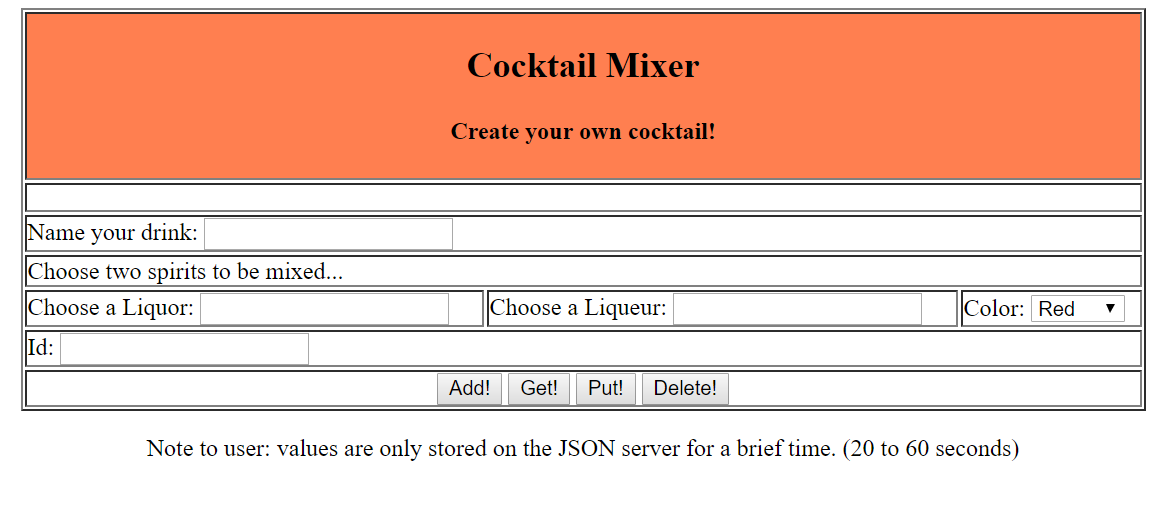 Cocktail Mixer
Create your own cocktail!
Name your drink:
Choose two spirits to be mixed...
Choose a Liquor: Choose a Liqueur: Color: Red
Id:
Add! Get! Put! Delete!
Note to user: values are only stored on the JSON server for a brief time. (20 to 60 seconds)